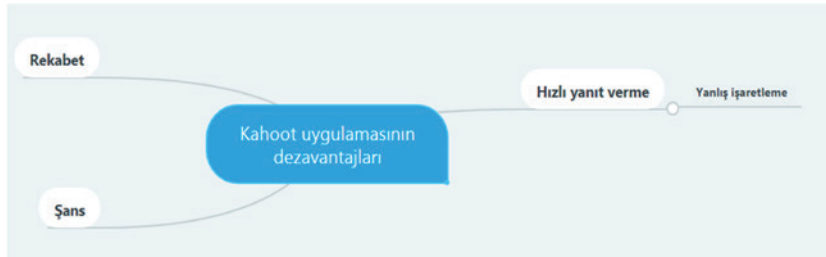 Rekabet
Hızlı yanıt verme
Yanlış işaretleme
Kahoot uygulamasının
dezavantajları
Şans